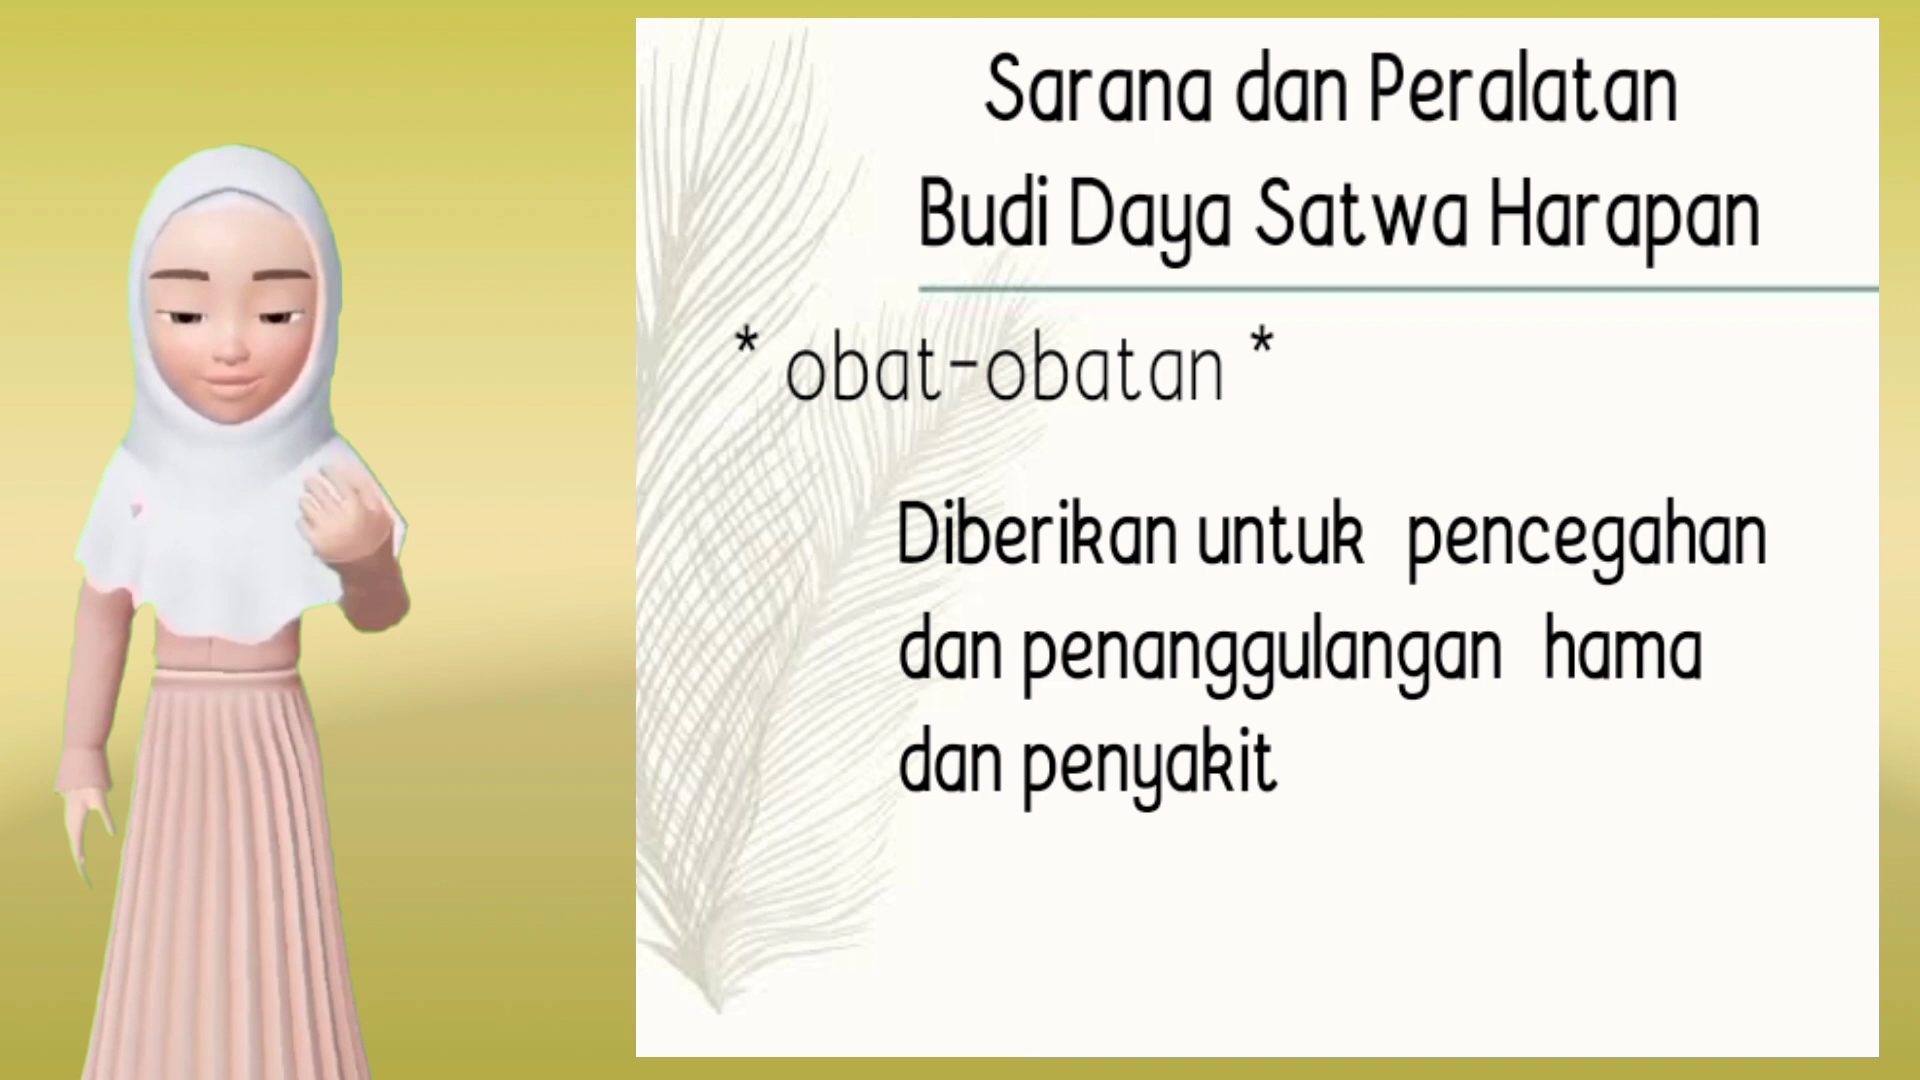 Sarana dan Peralatan
Budi Daya Satwa Harapan
* obat-obatan *
Diberikan untuk pencegahan
dan penanggulangan hama
dan penyakit